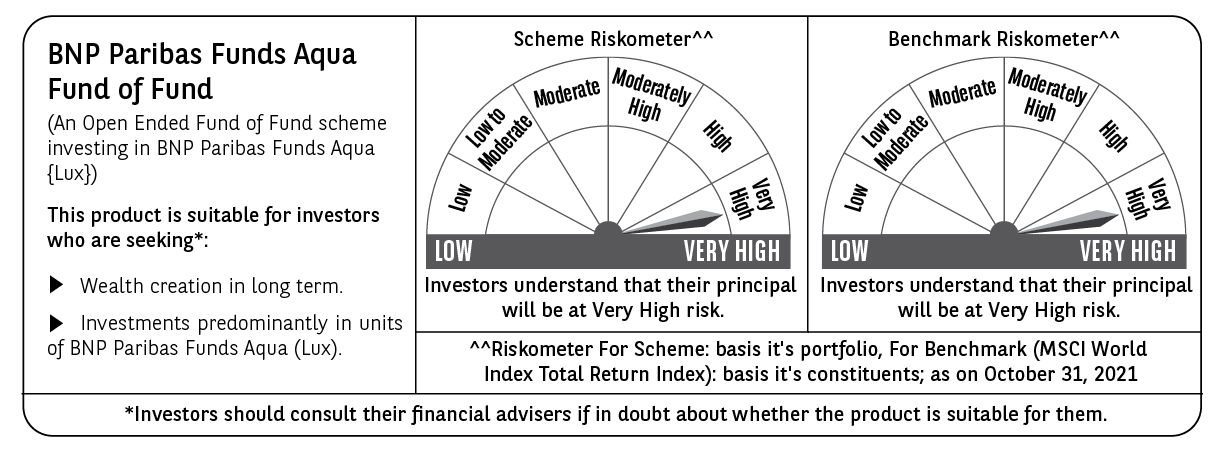 BNP Paribas Funds Aqua
Fund of Fund
(An Open Ended Fund of Fund scheme
investing in BNP Paribas Funds Aqua
{Lux})
This product is suitable for investors
who are seeking*:
▶ Wealth creation in long term.
▶ Investments predominantly in units
of BNP Paribas Funds Aqua (Lux).
Scheme Riskometer^^
Low
Low to
Moderate
Moderate
Moderately
High
High
Very
High
LOW VERY HIGH
Investors understand that their principal
will be at Very High risk.
Benchmark Riskometer^^
Low
Low to
Moderate
Moderate
Moderately
High
High
Very
High
LOW VERY HIGH
Investors understand that their principal
will be at Very High risk.
^^Riskometer For Scheme: basis it's portfolio, For Benchmark (MSCI World
Index Total Return Index): basis it's constituents; as on October 31, 2021
*Investors should consult their financial advisers if in doubt about whether the product is suitable for them.